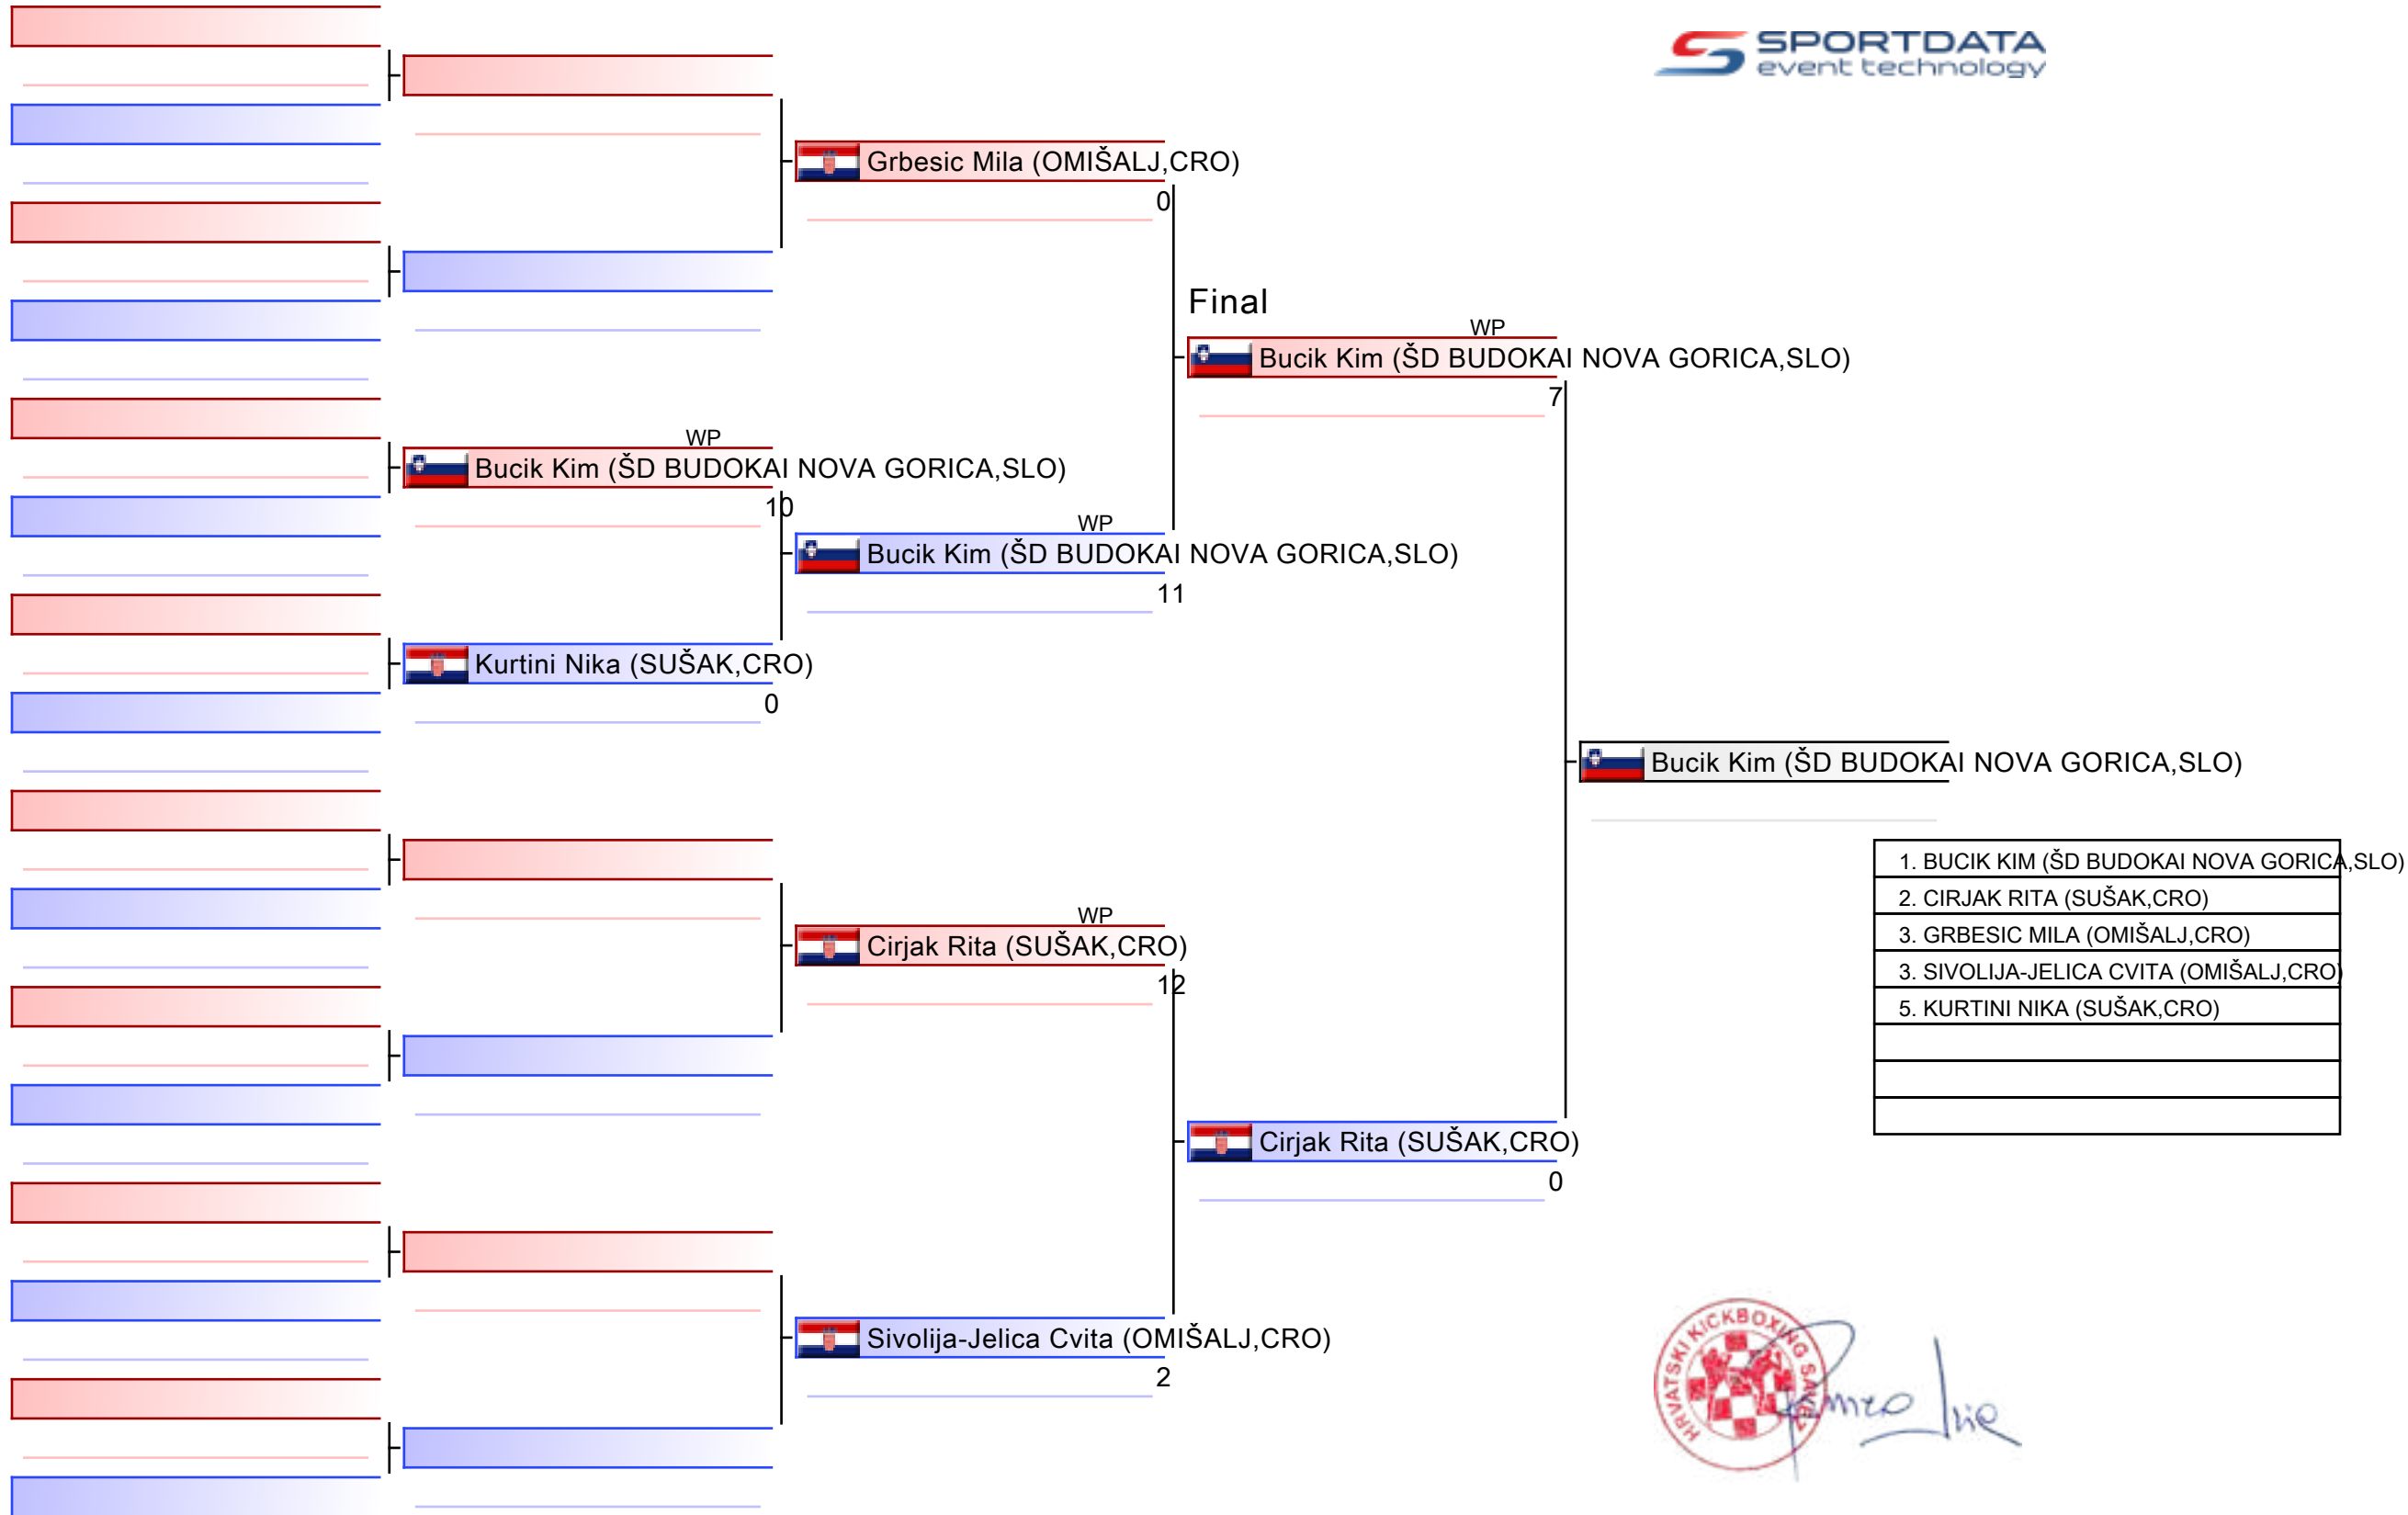 SPORTDATA
event technology
Grbesic Mila (OMIŠALJ,CRO)
0
Final
WP
Bucik Kim (ŠD BUDOKAI NOVA GORICA,SLO)
7
WP
Bucik Kim (ŠD BUDOKAI NOVA GORICA,SLO)
10
WP
Bucik Kim (ŠD BUDOKAI NOVA GORICA,SLO)
11
Kurtini Nika (SUŠAK,CRO)
0
Bucik Kim (ŠD BUDOKAI NOVA GORICA,SLO)
1. BUCIK KIM (ŠD BUDOKAI NOVA GORICA,SLO)
2. CIRJAK RITA (SUŠAK,CRO)
3. GRBESIC MILA (OMIŠALJ,CRO)
3. SIVOLIJA-JELICA CVITA (OMIŠALJ,CRO)
5. KURTINI NIKA (SUŠAK,CRO)
WP
Cirjak Rita (SUŠAK,CRO)
12
Cirjak Rita (SUŠAK,CRO)
0
Sivolija-Jelica Cvita (OMIŠALJ,CRO)
2
HRVATSKI KICKBOXING SAVEZ